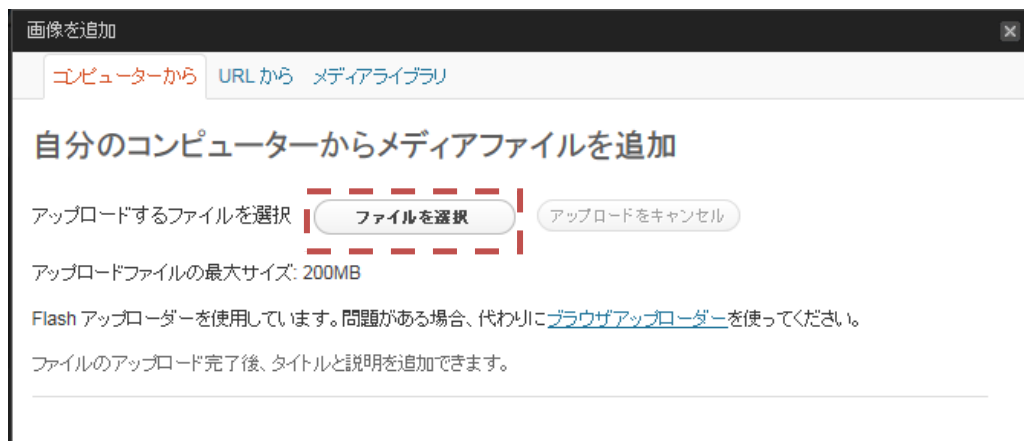 画像を追加
コンピューターから URL から メディアライブラリ
自分のコンピューターからメディアファイルを追加
アップロードするファイルを選択 ファイルを選択 アップロードをキャンセル
アップロードファイルの最大サイズ: 200MB
Flash アップローダーを使用しています。問題がある場合、代わりにブラウザアップローダーを使ってください。
ファイルのアップロード完了後、タイトルと説明を追加できます。